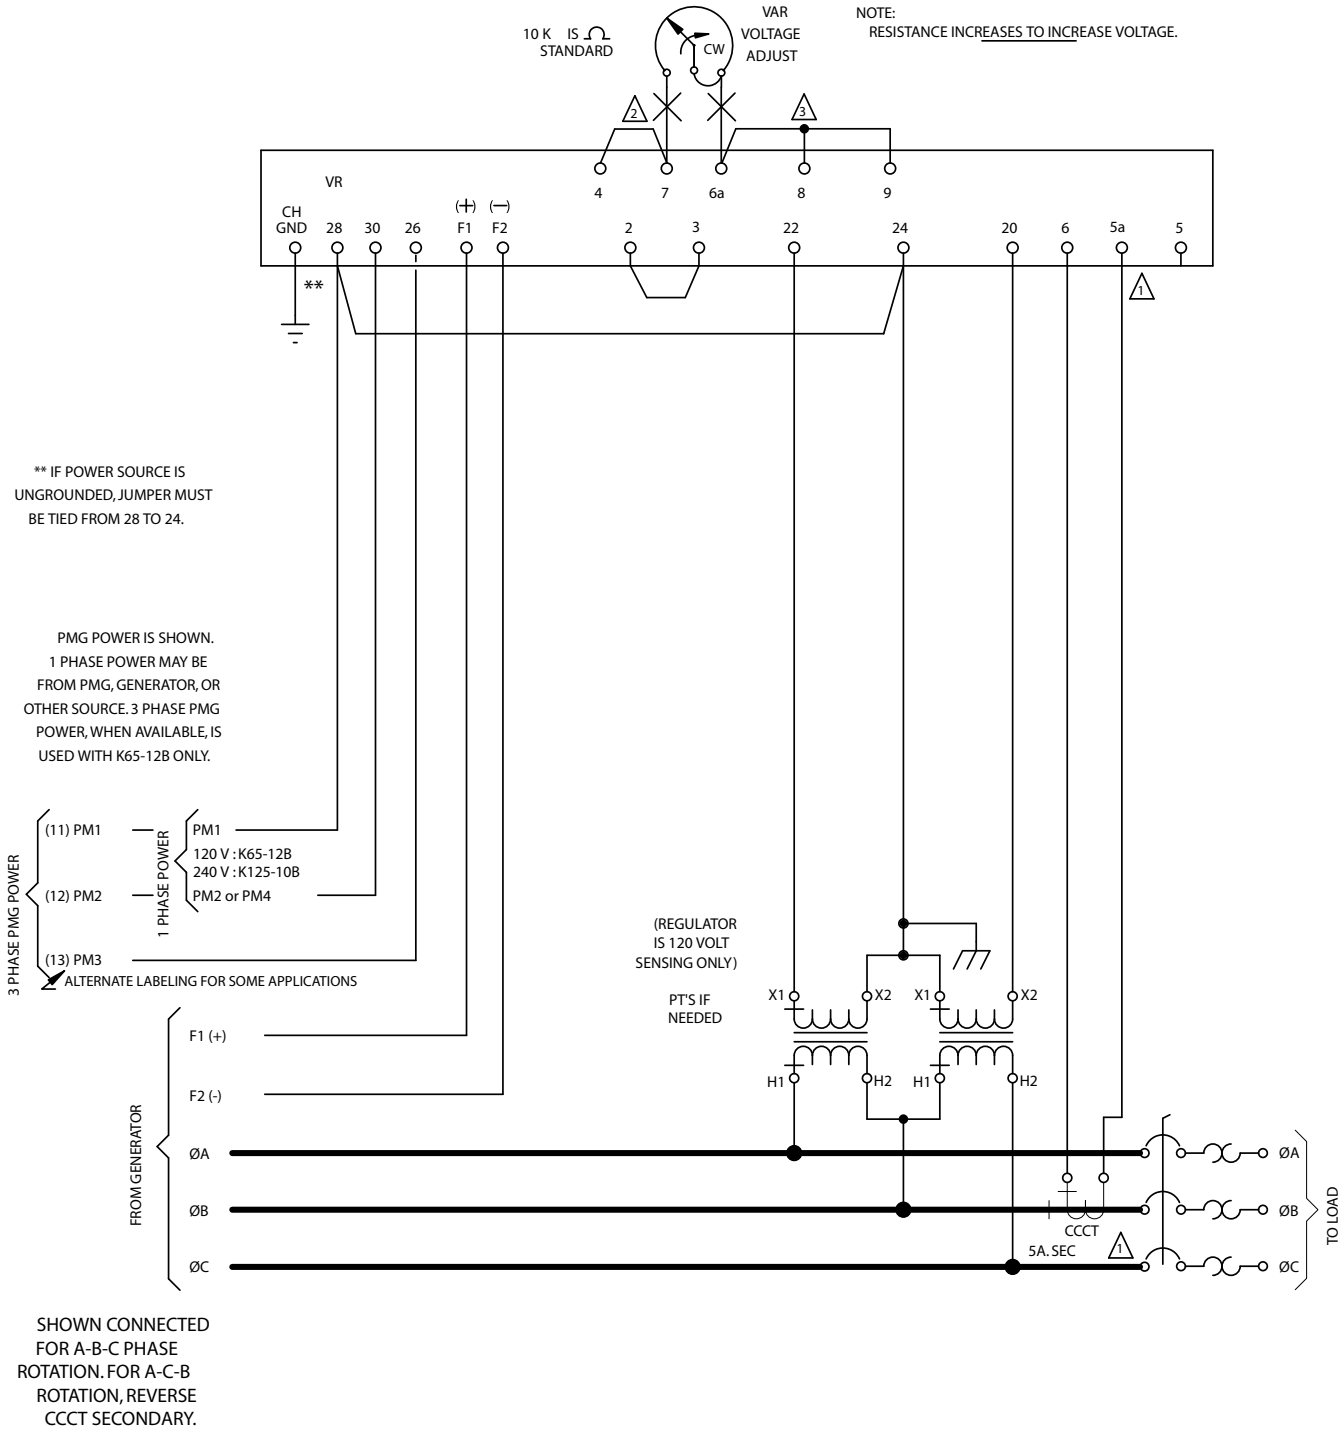 10 K IS Ω
STANDARD
VAR
VOLTAGE
ADJUST
CW
NOTE:
RESISTANCE INCREASES TO INCREASE VOLTAGE.
2
3
VR
4
7
6a
8
9
CH
GND
28
30
26
(+)
F1
(−)
F2
2
3
22
24
20
6
5a
5
**
1
** IF POWER SOURCE IS
UNGROUNDED, JUMPER MUST
BE TIED FROM 28 TO 24.
PMG POWER IS SHOWN.
1 PHASE POWER MAY BE
FROM PMG, GENERATOR, OR
OTHER SOURCE. 3 PHASE PMG
POWER, WHEN AVAILABLE, IS
USED WITH K65-12B ONLY.
3 PHASE PMG POWER
(11) PM1
(12) PM2
(13) PM3
1 PHASE POWER
PM1
120 V : K65-12B
240 V : K125-10B
PM2 or PM4
ALTERNATE LABELING FOR SOME APPLICATIONS
(REGULATOR
IS 120 VOLT
SENSING ONLY)
PT'S IF
NEEDED
X1
X2
X1
X2
H1
H2
H1
H2
FROM GENERATOR
F1 (+)
F2 (-)
ØA
ØB
ØC
CCCT
5A. SEC
1
ØA
ØB
ØC
TO LOAD
SHOWN CONNECTED
FOR A-B-C PHASE
ROTATION. FOR A-C-B
ROTATION, REVERSE
CCCT SECONDARY.